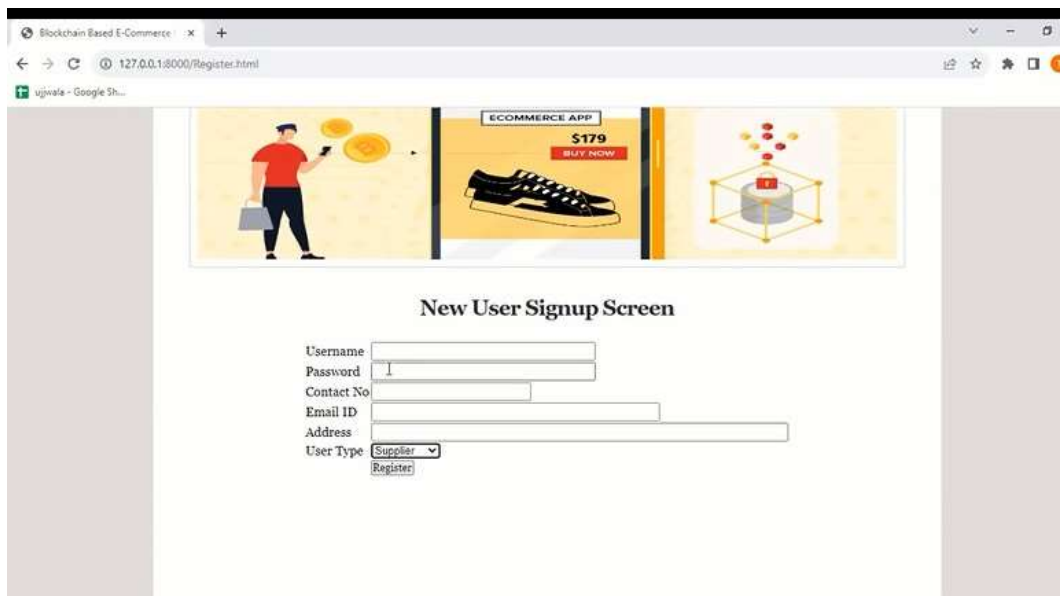 Blockchain Based E-Commerce
127.0.0.1:8000/Register.html
ujjwala - Google Sh...
ECOMMERCE APP
$179
BUY NOW
New User Signup Screen
Username
Password
Contact No
Email ID
Address
User Type Supplier
Register